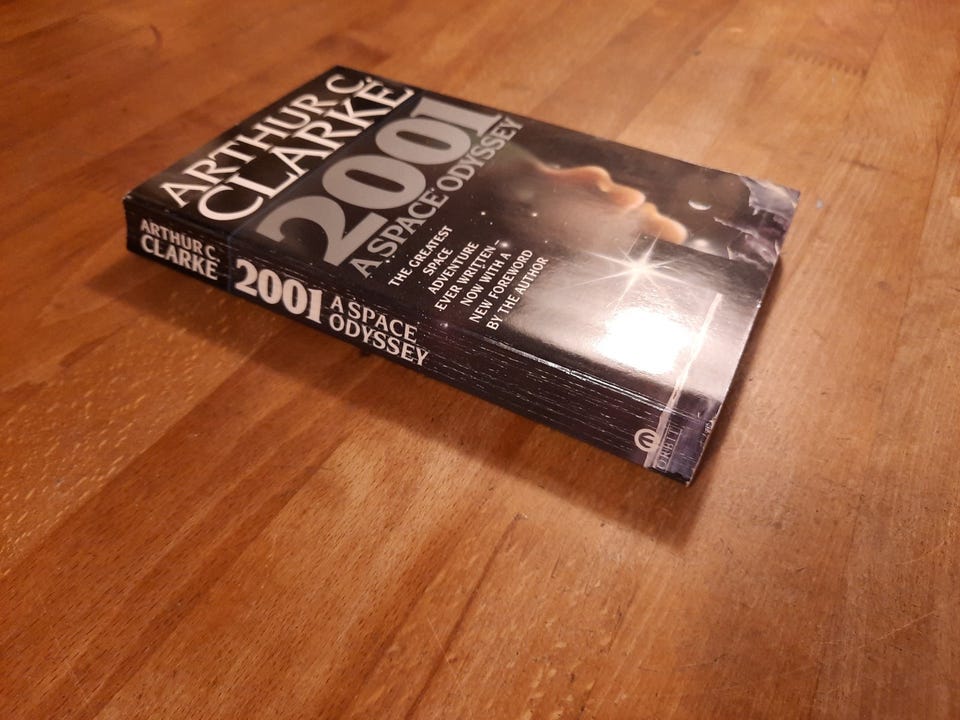 ARTHUR C.
CLARKE
2001
A SPACE ODYSSEY
THE GREATEST
SPACE
ADVENTURE
EVER WRITTEN –
NOW WITH A
NEW FOREWORD
BY THE AUTHOR
ARTHUR C.
CLARKE
2001
A SPACE
ODYSSEY
ORBIT